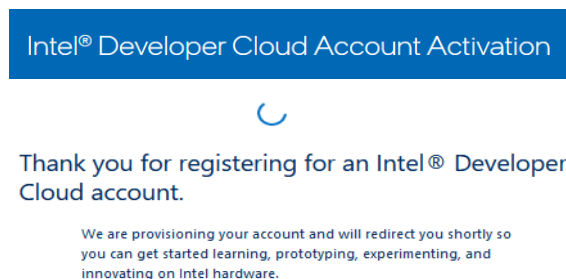 Intel® Developer Cloud Account Activation
Thank you for registering for an Intel® Developer
Cloud account.
We are provisioning your account and will redirect you shortly so
you can get started learning, prototyping, experimenting, and
innovating on Intel hardware.